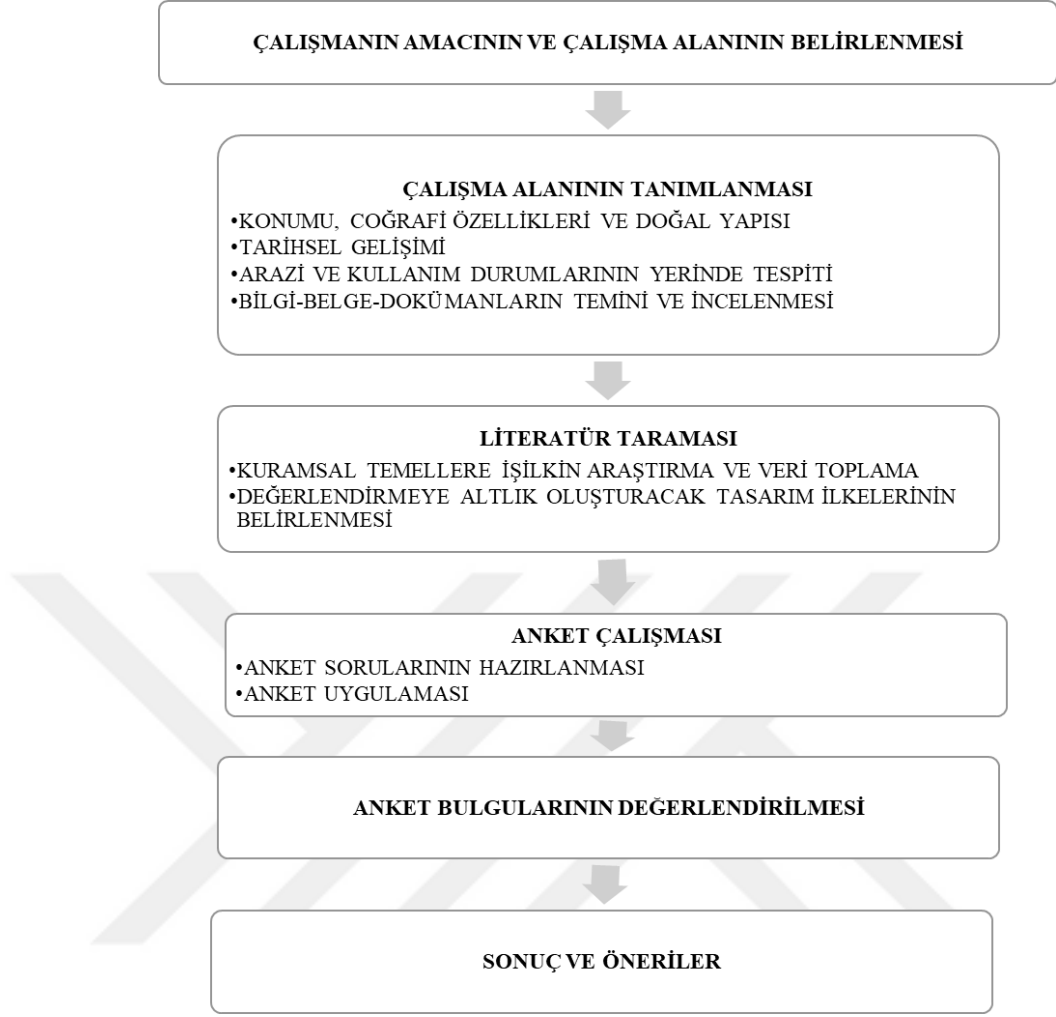 ÇALIŞMANIN AMACININ VE ÇALIŞMA ALANININ BELİRLENMESİ
ÇALIŞMA ALANININ TANIMLANMASI
•KONUMU, COĞRAFİ ÖZELLİKLERİ VE DOĞAL YAPISI
•TARİHSEL GELİŞİMİ
•ARAZİ VE KULLANIM DURUMLARININ YERİNDE TESPİTİ
•BİLGİ-BELGE-DOKÜMANLARIN TEMİNİ VE İNCELENMESİ
LİTERATÜR TARAMASI
•KURAMSAL TEMELLERE İŞİLKİN ARAŞTIRMA VE VERİ TOPLAMA
•DEĞERLENDİRMEYE ALTLIK OLUŞTURACAK TASARIM İLKELERİNİN
BELİRLENMESİ
ANKET ÇALIŞMASI
•ANKET SORULARININ HAZIRLANMASI
•ANKET UYGULAMASI
ANKET BULGULARININ DEĞERLENDİRİLMESİ
SONUÇ VE ÖNERİLER